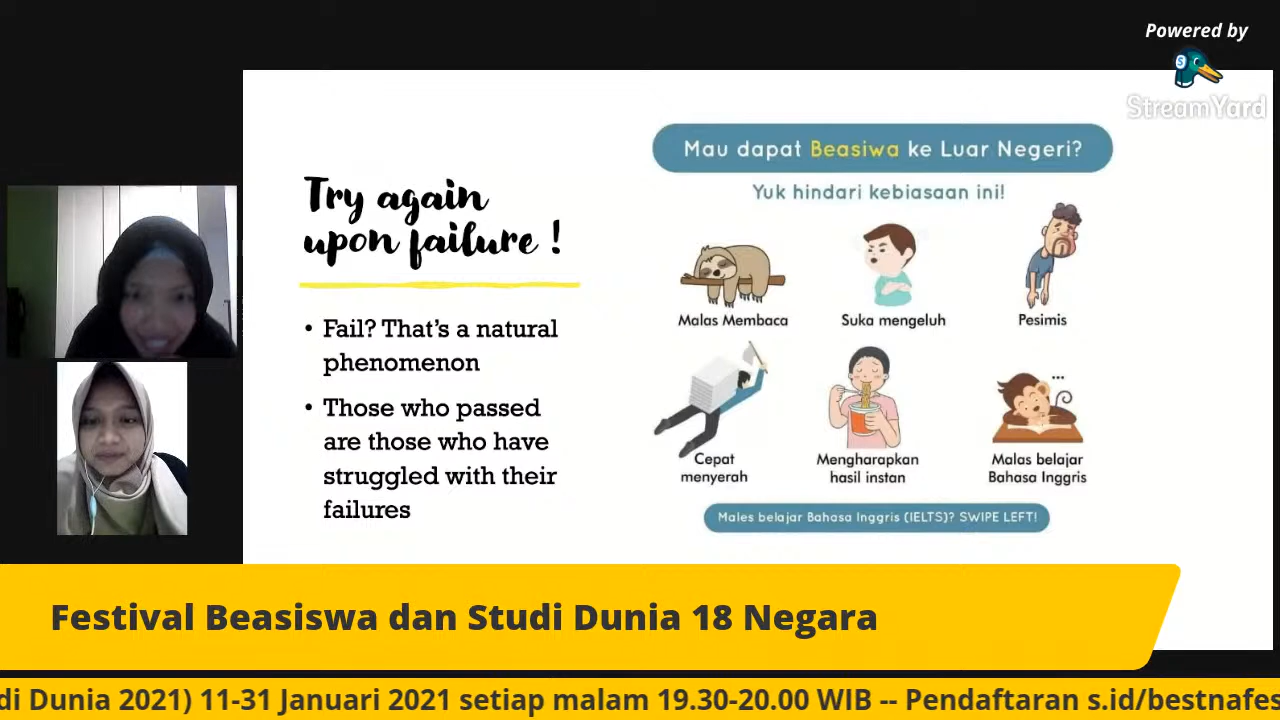 Powered by
StreamYard
Try again
upon failure !
• Fail? That's a natural
phenomenon
• Those who passed
are those who have
struggled with their
failures
Mau dapat Beasiwa ke Luar Negeri?
Yuk hindari kebiasaan ini!
Malas Membaca
Suka mengeluh
Pesimis
Cepat
menyerah
Mengharapkan
hasil instan
Malas belajar
Bahasa Inggris
Males belajar Bahasa Inggris (IELTS)? SWIPE LEFT!
Festival Beasiswa dan Studi Dunia 18 Negara
di Dunia 2021) 11-31 Januari 2021 setiap malam 19.30-20.00 WIB -- Pendaftaran s.id/bestnafes